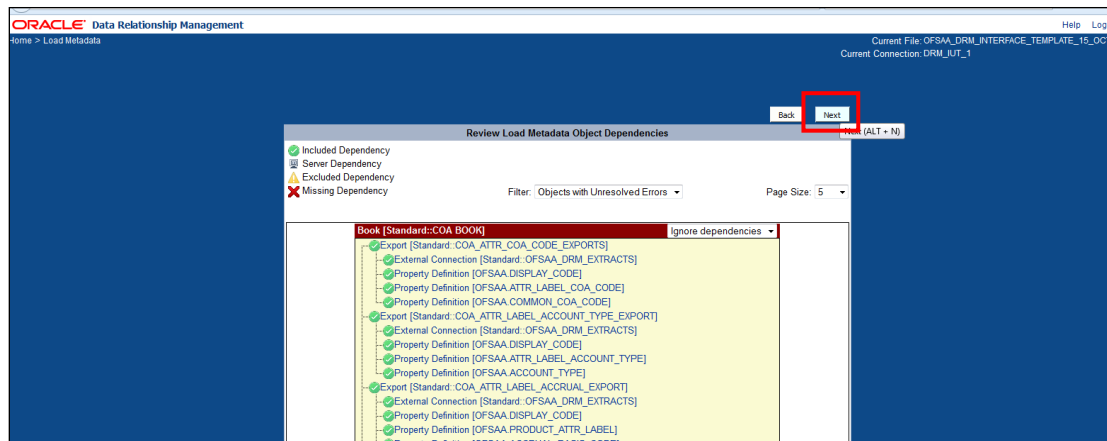 ORACLE Data Relationship Management
Help Log
Home > Load Metadata
Current File: OFSAA_DRM_INTERFACE_TEMPLATE_15_OCT
Current Connection: DRM_IUT_1
Back Next
Review Load Metadata Object Dependencies
(ALT + N)
Included Dependency
Server Dependency
Excluded Dependency
Missing Dependency
Filter: Objects with Unresolved Errors
Page Size: 5
Book [Standard::COA BOOK]
Ignore dependencies
Export [Standard::COA_ATTR_COA_CODE_EXPORTS]
External Connection [Standard::OFSAA_DRM_EXTRACTS]
Property Definition [OFSAA.DISPLAY_CODE]
Property Definition [OFSAA.ATTR_LABEL_COA_CODE]
Property Definition [OFSAA.COMMON_COA_CODE]
Export [Standard::COA_ATTR_LABEL_ACCOUNT_TYPE_EXPORT]
External Connection [Standard::OFSAA_DRM_EXTRACTS]
Property Definition [OFSAA.DISPLAY_CODE]
Property Definition [OFSAA.ATTR_LABEL_ACCOUNT_TYPE]
Property Definition [OFSAA.ACCOUNT_TYPE]
Export [Standard::COA_ATTR_LABEL_ACCRUAL_EXPORT]
External Connection [Standard::OFSAA_DRM_EXTRACTS]
Property Definition [OFSAA.DISPLAY_CODE]
Property Definition [OFSAA.PRODUCT_ATTR_LABEL]